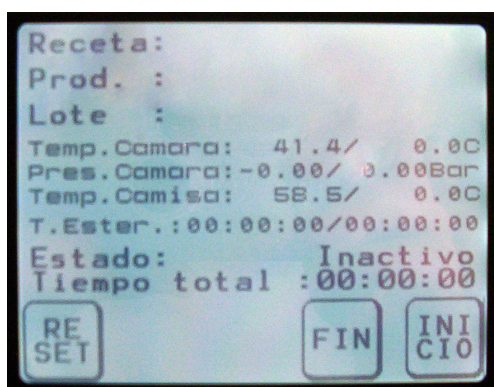 Receta:
Prod. :
Lote :
Temp.Camara: 41.4/ 0.0C
Pres.Camara:-0.00/ 0.00Bar
Temp.Camisa: 58.5/ 0.0C
T.Ester.:00:00:00/00:00:00
Estado: Inactivo
Tiempo total :00:00:00
RE
SET
FIN
INI
CIO